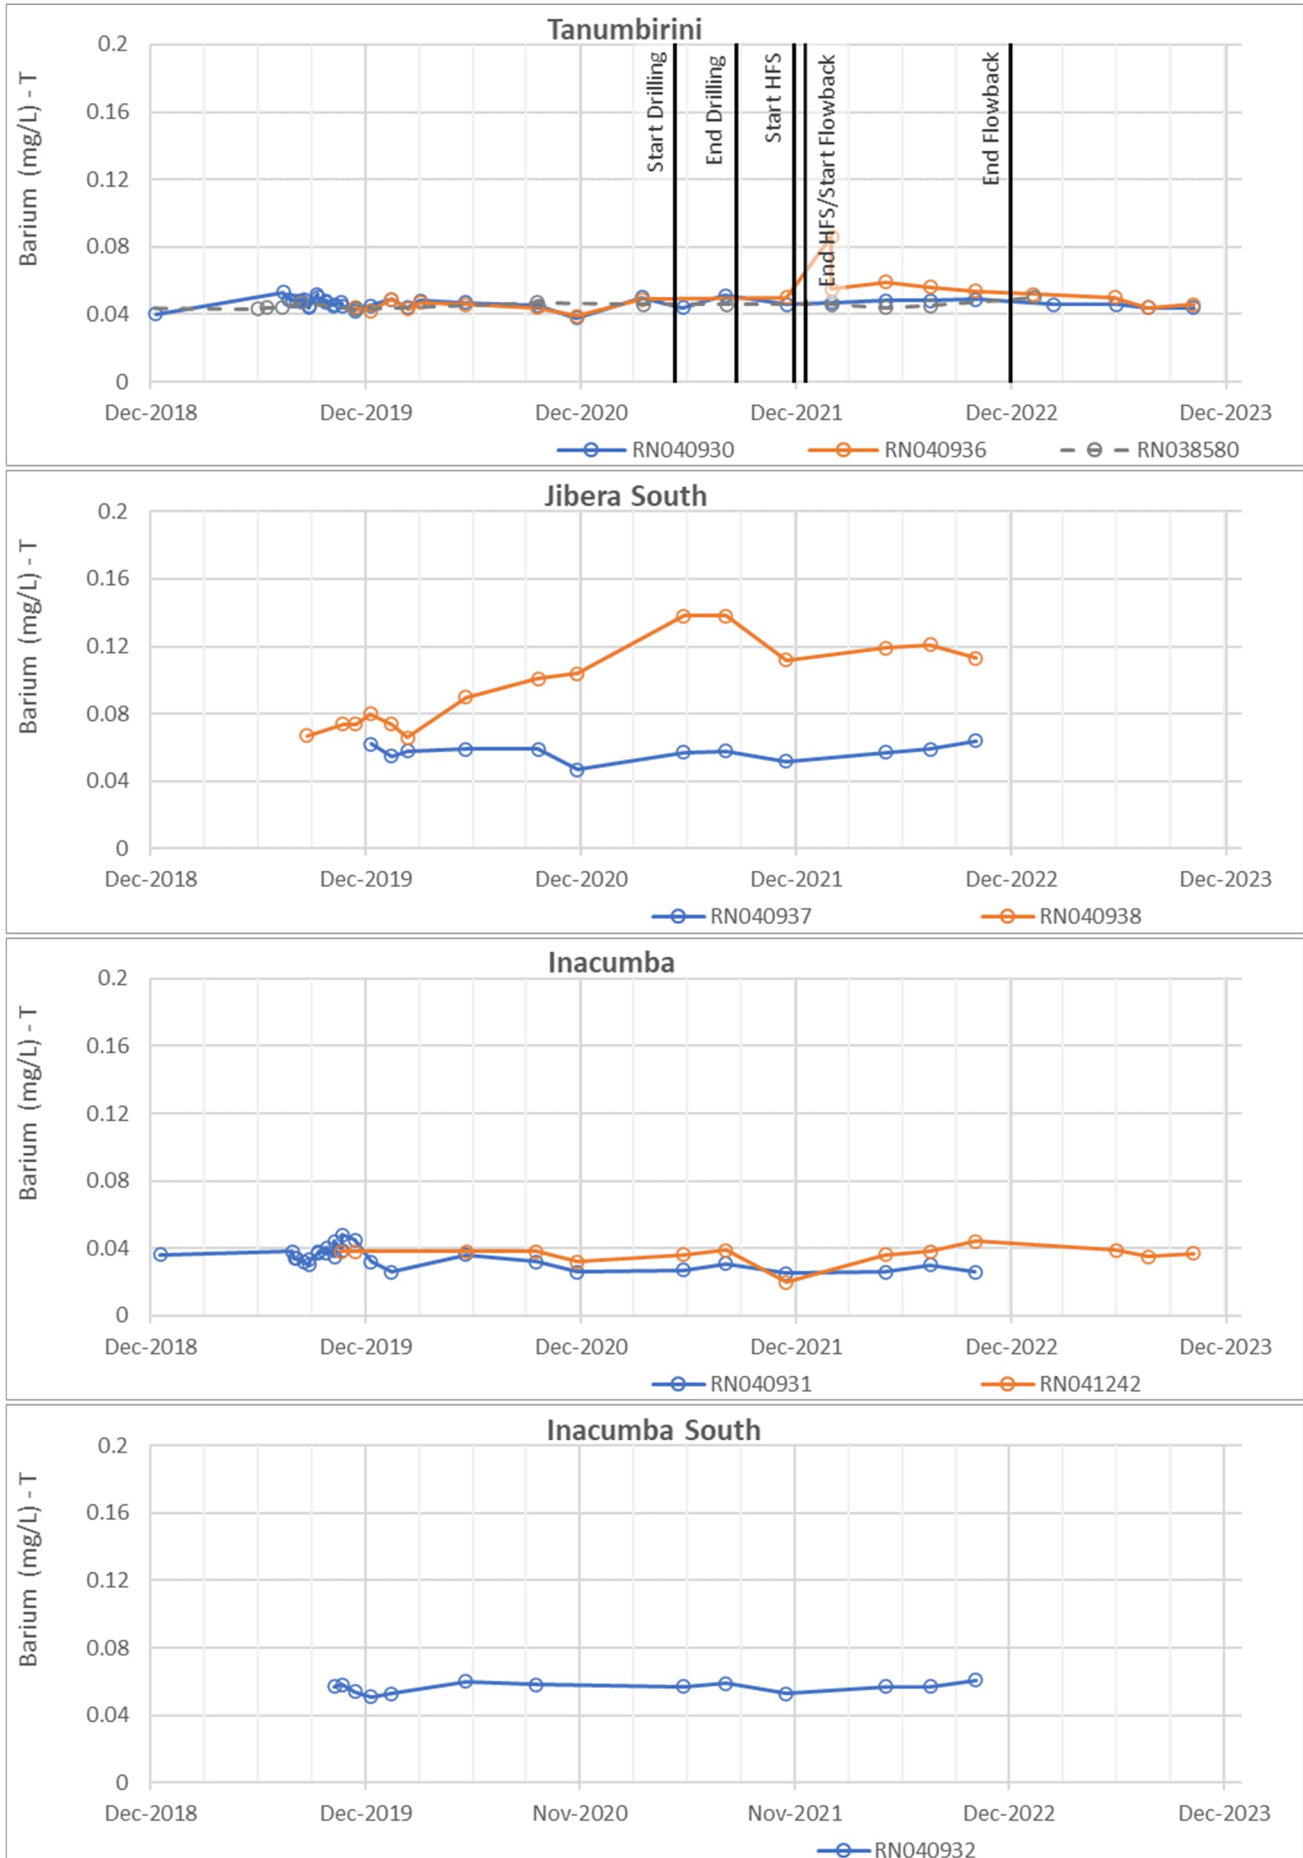 Tanumbirini
Barium (mg/L) - T
0.2
0.16
0.12
0.08
0.04
0
Start Drilling
End Drilling
Start HFS
End HFS/Start Flowback
End Flowback
Dec-2018 Dec-2019 Dec-2020 Dec-2021 Dec-2022 Dec-2023
RN040930 RN040936 RN038580
Jibera South
Barium (mg/L) - T
0.2
0.16
0.12
0.08
0.04
0
Dec-2018 Dec-2019 Dec-2020 Dec-2021 Dec-2022 Dec-2023
RN040937 RN040938
Inacumba
Barium (mg/L) - T
0.2
0.16
0.12
0.08
0.04
0
Dec-2018 Dec-2019 Dec-2020 Dec-2021 Dec-2022 Dec-2023
RN040931 RN041242
Inacumba South
Barium (mg/L) - T
0.2
0.16
0.12
0.08
0.04
0
Dec-2018 Dec-2019 Nov-2020 Nov-2021 Dec-2022 Dec-2023
RN040932